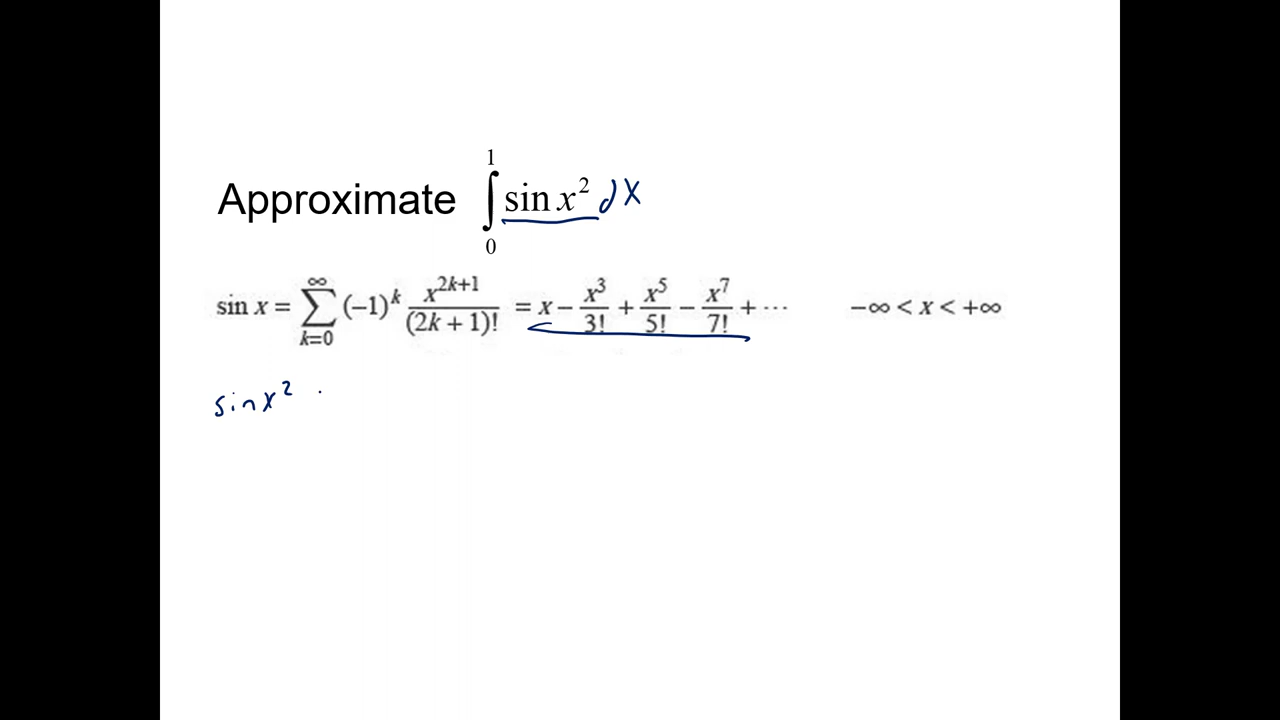 Approximate ∫₀¹ sin x² dx
sin x = ∑_{k=0}^{∞} (−1)^k x^{2k+1}/(2k + 1)! = x − x³/3! + x⁵/5! − x⁷/7! + ⋯ −∞ < x < +∞
sin x²